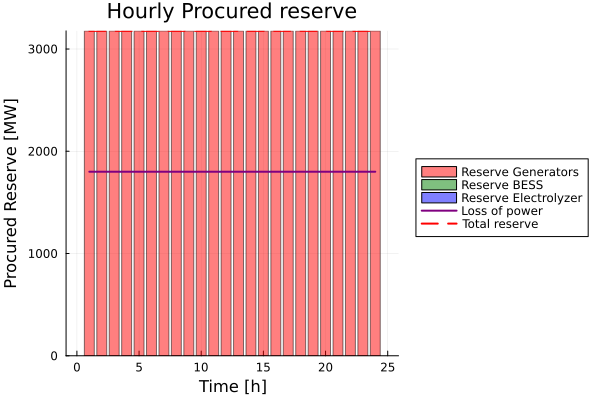 Hourly Procured reserve
Procured Reserve [MW]
3000
2000
1000
0
0 5 10 15 20 25
Time [h]
Reserve Generators
Reserve BESS
Reserve Electrolyzer
Loss of power
Total reserve